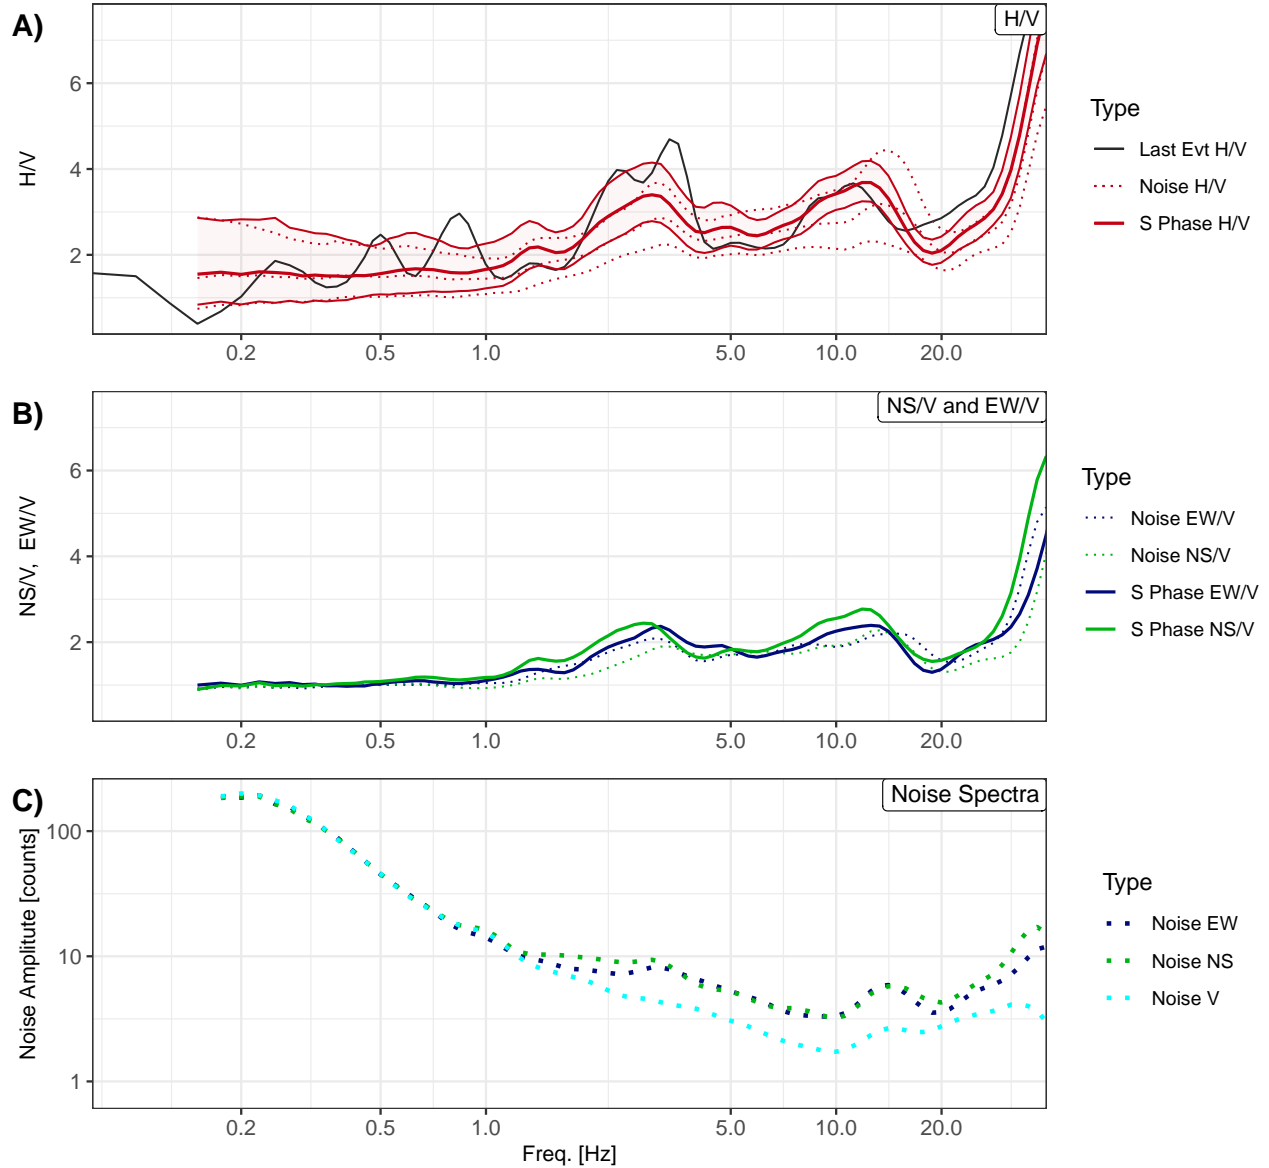 A)
H/V
6
4
2
H/V
0.2
0.5
1.0
5.0
10.0
20.0
Type
Last Evt H/V
Noise H/V
S Phase H/V
B)
NS/V and EW/V
6
4
2
NS/V,  EW/V
0.2
0.5
1.0
5.0
10.0
20.0
Type
Noise EW/V
Noise NS/V
S Phase EW/V
S Phase NS/V
C)
Noise Spectra
100
10
1
Noise Amplitute [counts]
0.2
0.5
1.0
5.0
10.0
20.0
Freq. [Hz]
Type
Noise EW
Noise NS
Noise V